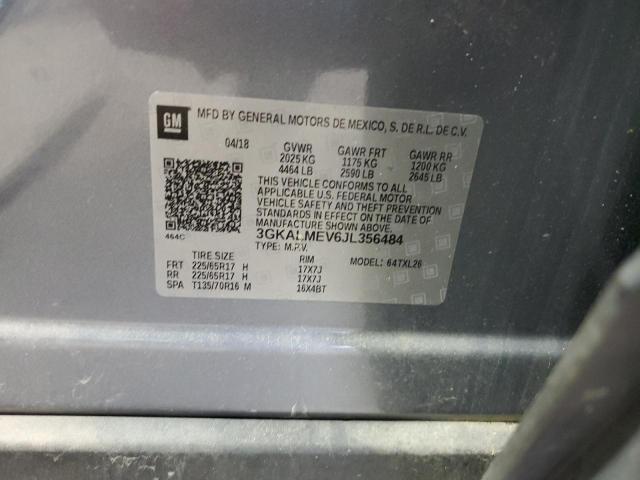 GM
MFD BY GENERAL MOTORS DE MEXICO, S. DE R.L. DE C.V.
04/18 GVWR GAWR FRT GAWR RR
2025 KG 1175 KG 1200 KG
4464 LB 2590 LB 2645 LB
THIS VEHICLE CONFORMS TO ALL
APPLICABLE U.S. FEDERAL MOTOR
VEHICLE SAFETY AND THEFT
PREVENTION STANDARDS IN EFFECT
ON THE DATE OF MANUFACTURE
SHOWN ABOVE.
464C 3GKALMEV6JL356484
TYPE: M.P.V. MODEL: 64TXL26
TIRE SIZE RIM
FRT 225/65R17 H 17X7J
RR 225/65R17 H 17X7J
SPA T135/70R16 M 16X4BT